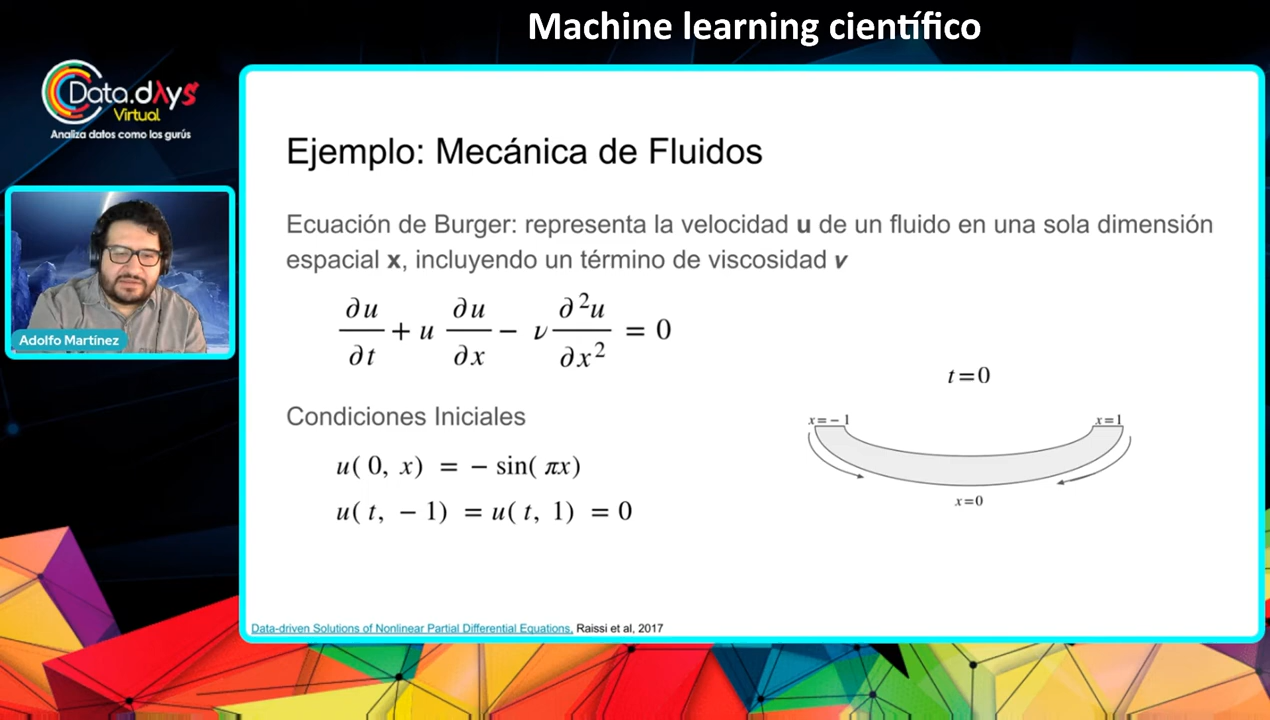 Machine learning científico
Data.dλys
Virtual
Analiza datos como los gurús
Adolfo Martínez
Ejemplo: Mecánica de Fluidos
Ecuación de Burger: representa la velocidad u de un fluido en una sola dimensión
espacial x, incluyendo un término de viscosidad ν
∂u/∂t + u ∂u/∂x − ν ∂²u/∂x² = 0
Condiciones Iniciales
u( 0, x) = − sin( πx)
u( t, − 1) = u( t, 1) = 0
t=0
x=− 1
x=1
x=0
Data-driven Solutions of Nonlinear Partial Differential Equations, Raissi et al, 2017